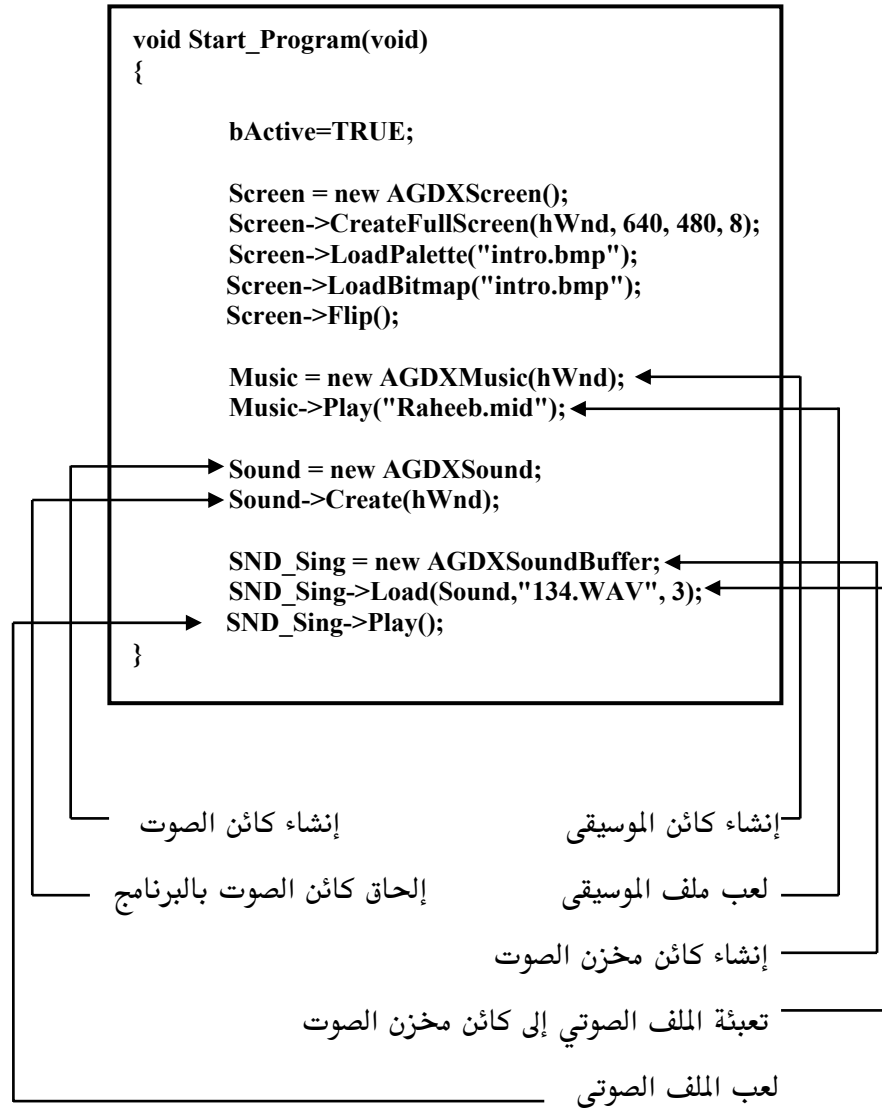 void Start_Program(void)
{
bActive=TRUE;
Screen = new AGDXScreen();
Screen->CreateFullScreen(hWnd, 640, 480, 8);
Screen->LoadPalette("intro.bmp");
Screen->LoadBitmap("intro.bmp");
Screen->Flip();
Music = new AGDXMusic(hWnd);
Music->Play("Raheeb.mid");
Sound = new AGDXSound;
Sound->Create(hWnd);
SND_Sing = new AGDXSoundBuffer;
SND_Sing->Load(Sound,"134.WAV", 3);
SND_Sing->Play();
}
إنشاء كائن الموسيقى
إنشاء كائن الصوت
لعب ملف الموسيقى
إلحاق كائن الصوت بالبرنامج
إنشاء كائن مخزن الصوت
تعبئة الملف الصوتي إلى كائن مخزن الصوت
لعب الملف الصوتى